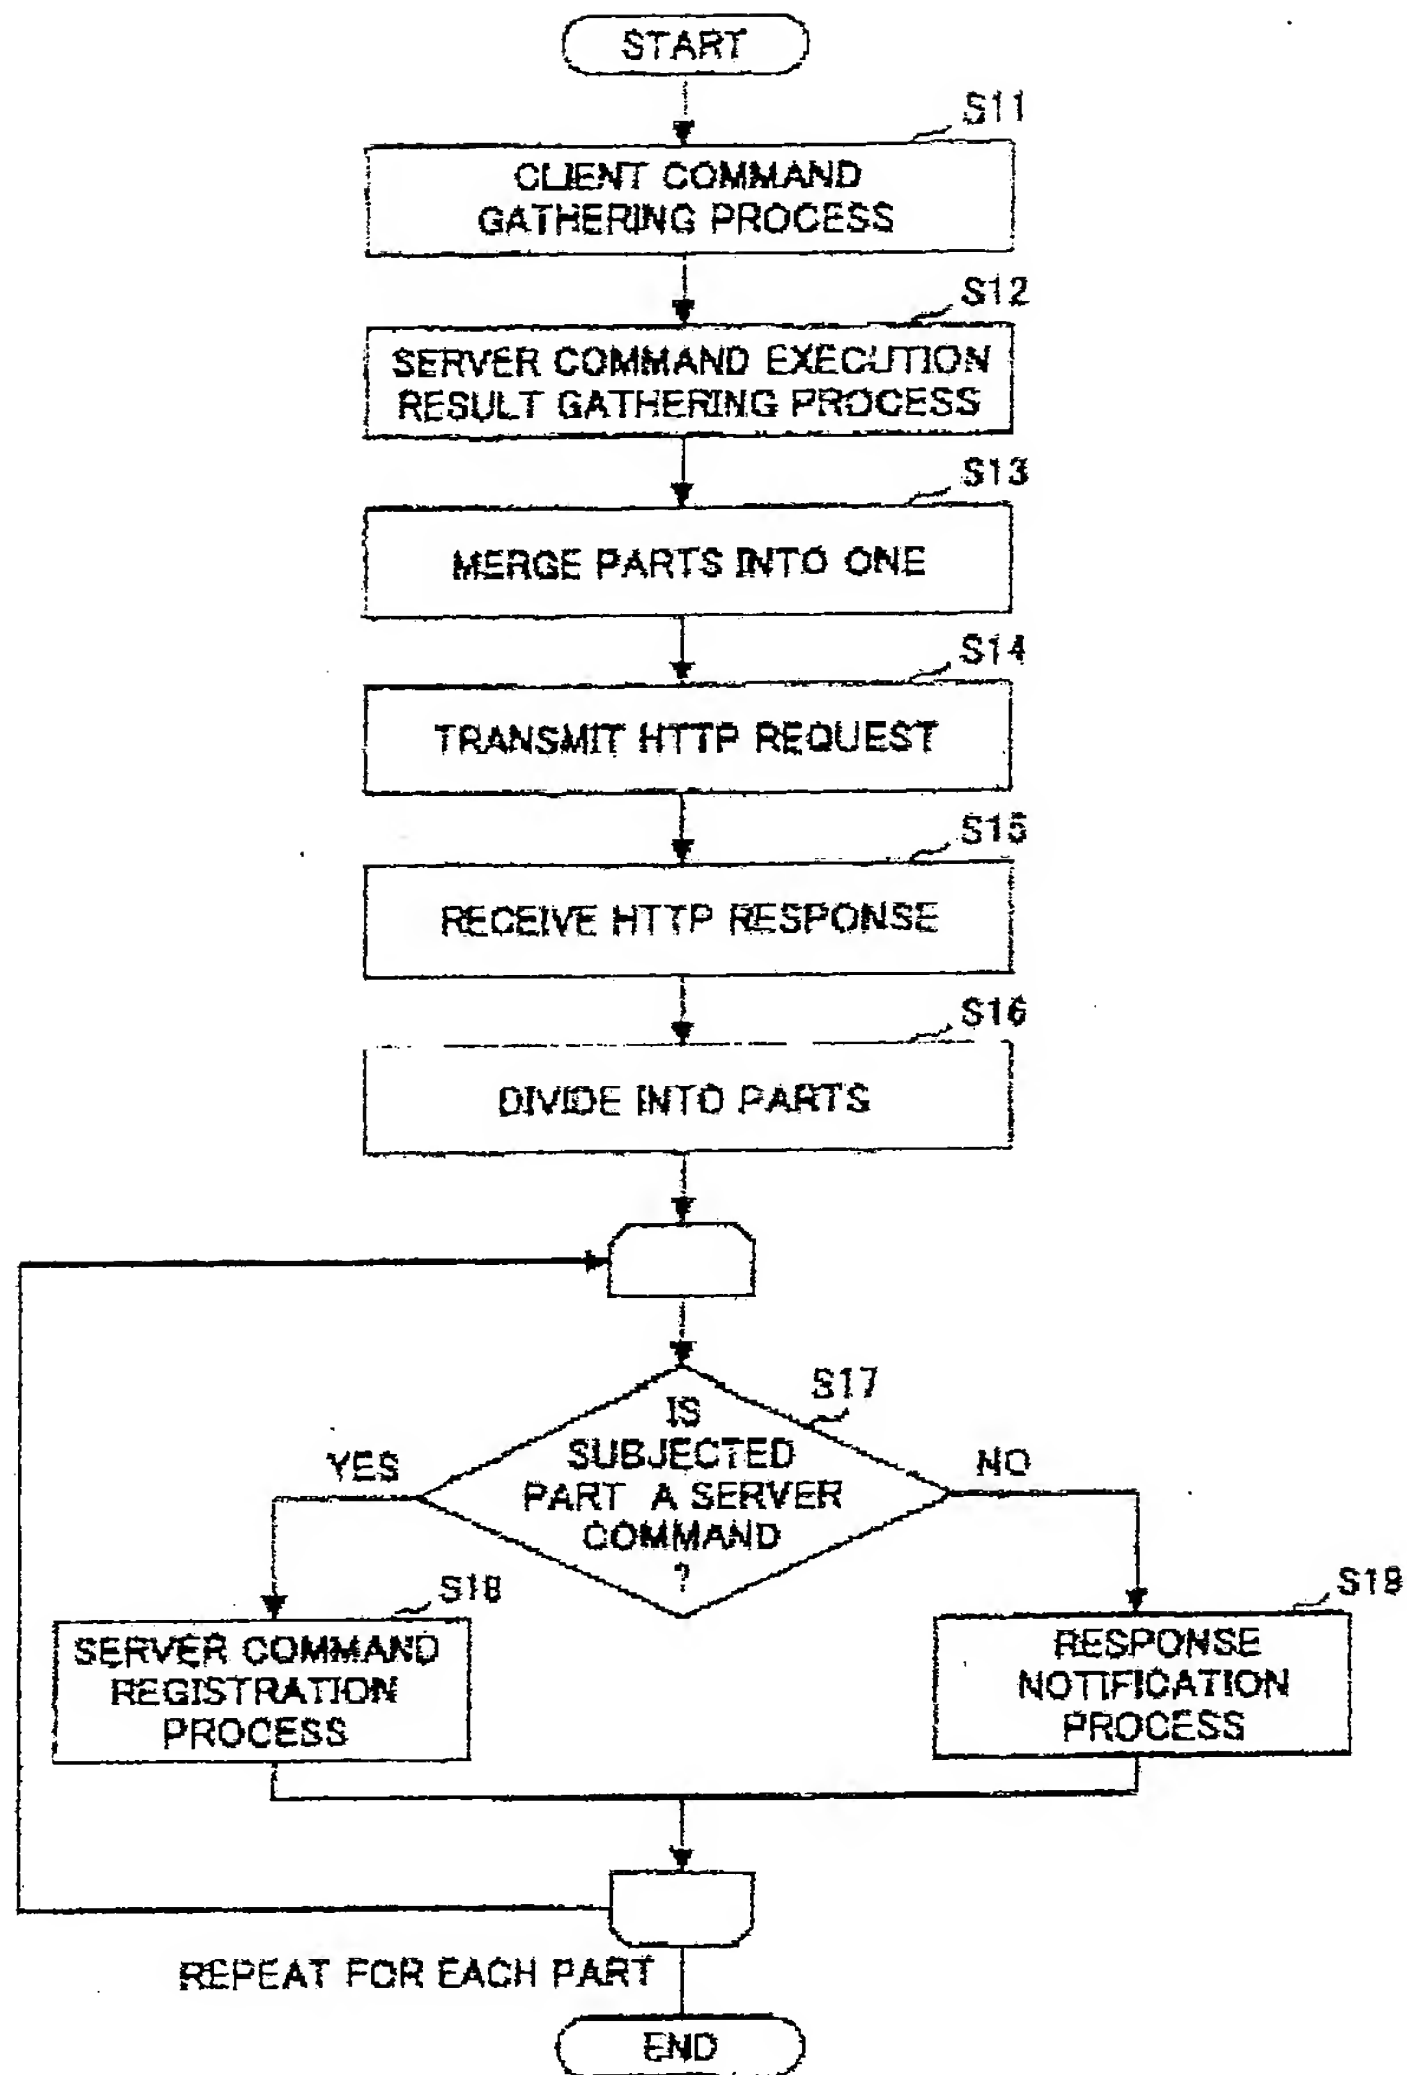 START
S11
CLIENT COMMAND
GATHERING PROCESS
S12
SERVER COMMAND EXECUTION
RESULT GATHERING PROCESS
S13
MERGE PARTS INTO ONE
S14
TRANSMIT HTTP REQUEST
S15
RECEIVE HTTP RESPONSE
S16
DIVIDE INTO PARTS
S17
IS
SUBJECTED
PART A SERVER
COMMAND
?
YES
NO
S18
SERVER COMMAND
REGISTRATION
PROCESS
S19
RESPONSE
NOTIFICATION
PROCESS
REPEAT FOR EACH PART
END